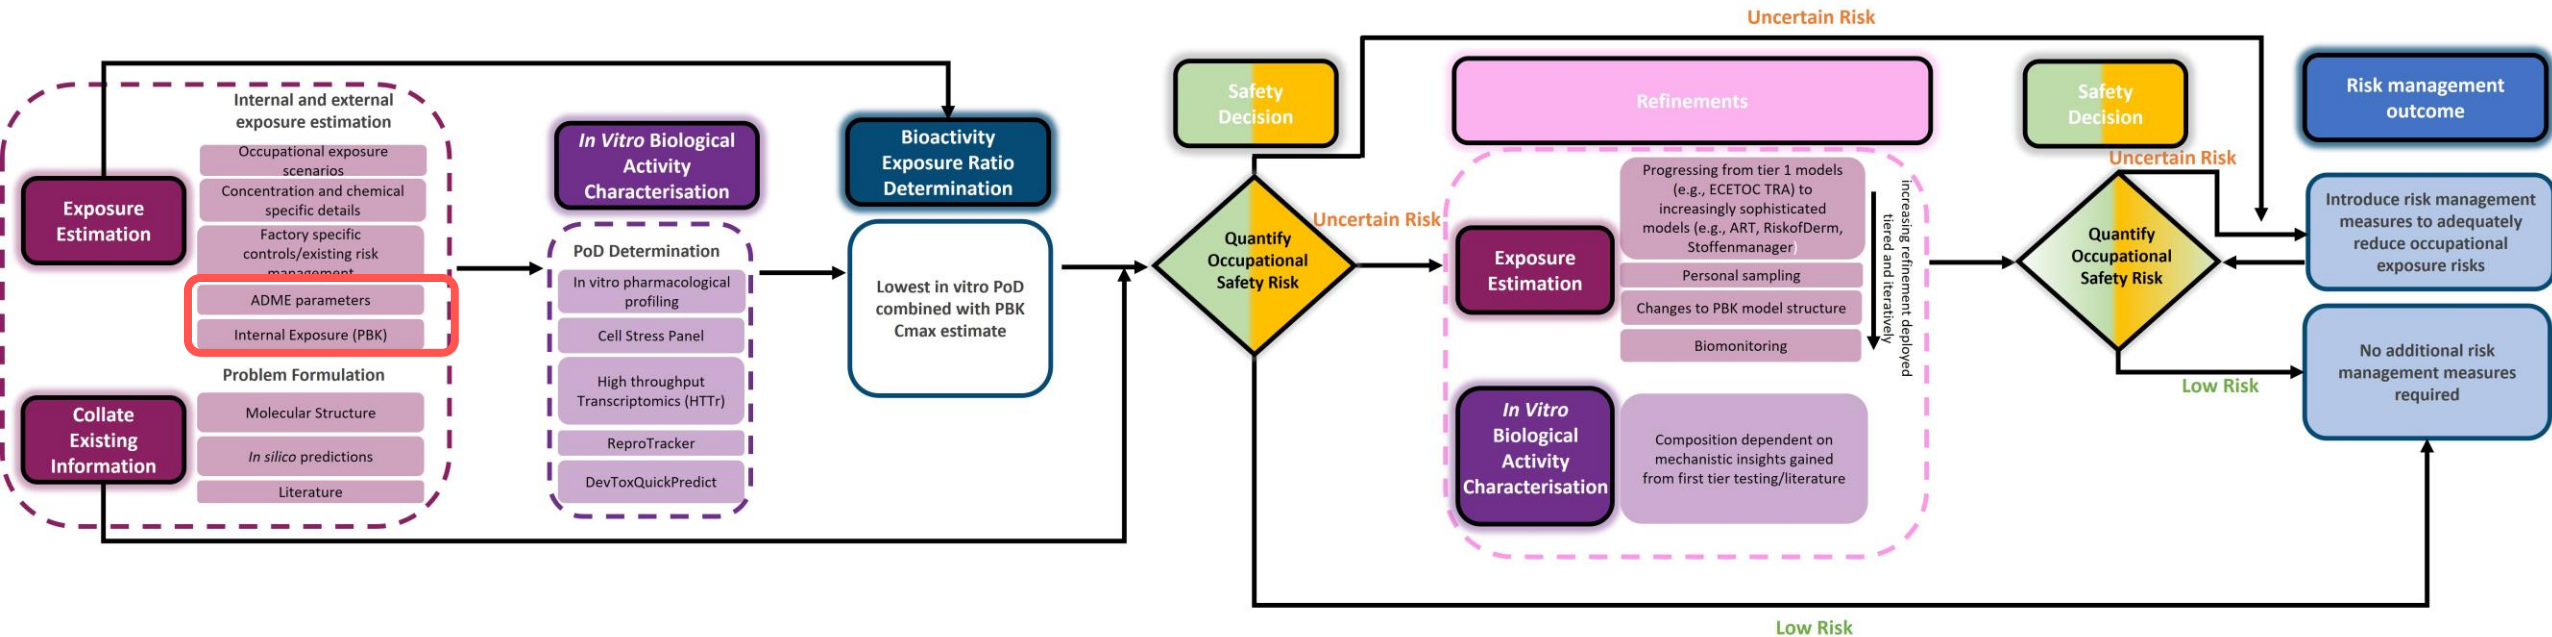 Uncertain Risk
Internal and external
exposure estimation
Occupational exposure
scenarios
Concentration and chemical
specific details
Factory specific
controls/existing risk
management
ADME parameters
Internal Exposure (PBK)
Exposure
Estimation
Problem Formulation
Molecular Structure
In silico predictions
Literature
Collate
Existing
Information
In Vitro Biological
Activity
Characterisation
PoD Determination
In vitro pharmacological
profiling
Cell Stress Panel
High throughput
Transcriptomics (HTTr)
ReproTracker
DevToxQuickPredict
Bioactivity
Exposure Ratio
Determination
Lowest in vitro PoD
combined with PBK
Cmax estimate
Safety
Decision
Quantify
Occupational
Safety Risk
Uncertain Risk
Refinements
Exposure
Estimation
Progressing from tier 1 models
(e.g., ECETOC TRA) to
increasingly sophisticated
models (e.g., ART, RiskofDerm,
Stoffenmanager)
Personal sampling
Changes to PBK model structure
Biomonitoring
increasing refinement deployed
tiered and iteratively
In Vitro
Biological
Activity
Characterisation
Composition dependent on
mechanistic insights gained
from first tier testing/literature
Safety
Decision
Uncertain Risk
Quantify
Occupational
Safety Risk
Low Risk
Risk management
outcome
Introduce risk management
measures to adequately
reduce occupational
exposure risks
No additional risk
management measures
required
Low Risk